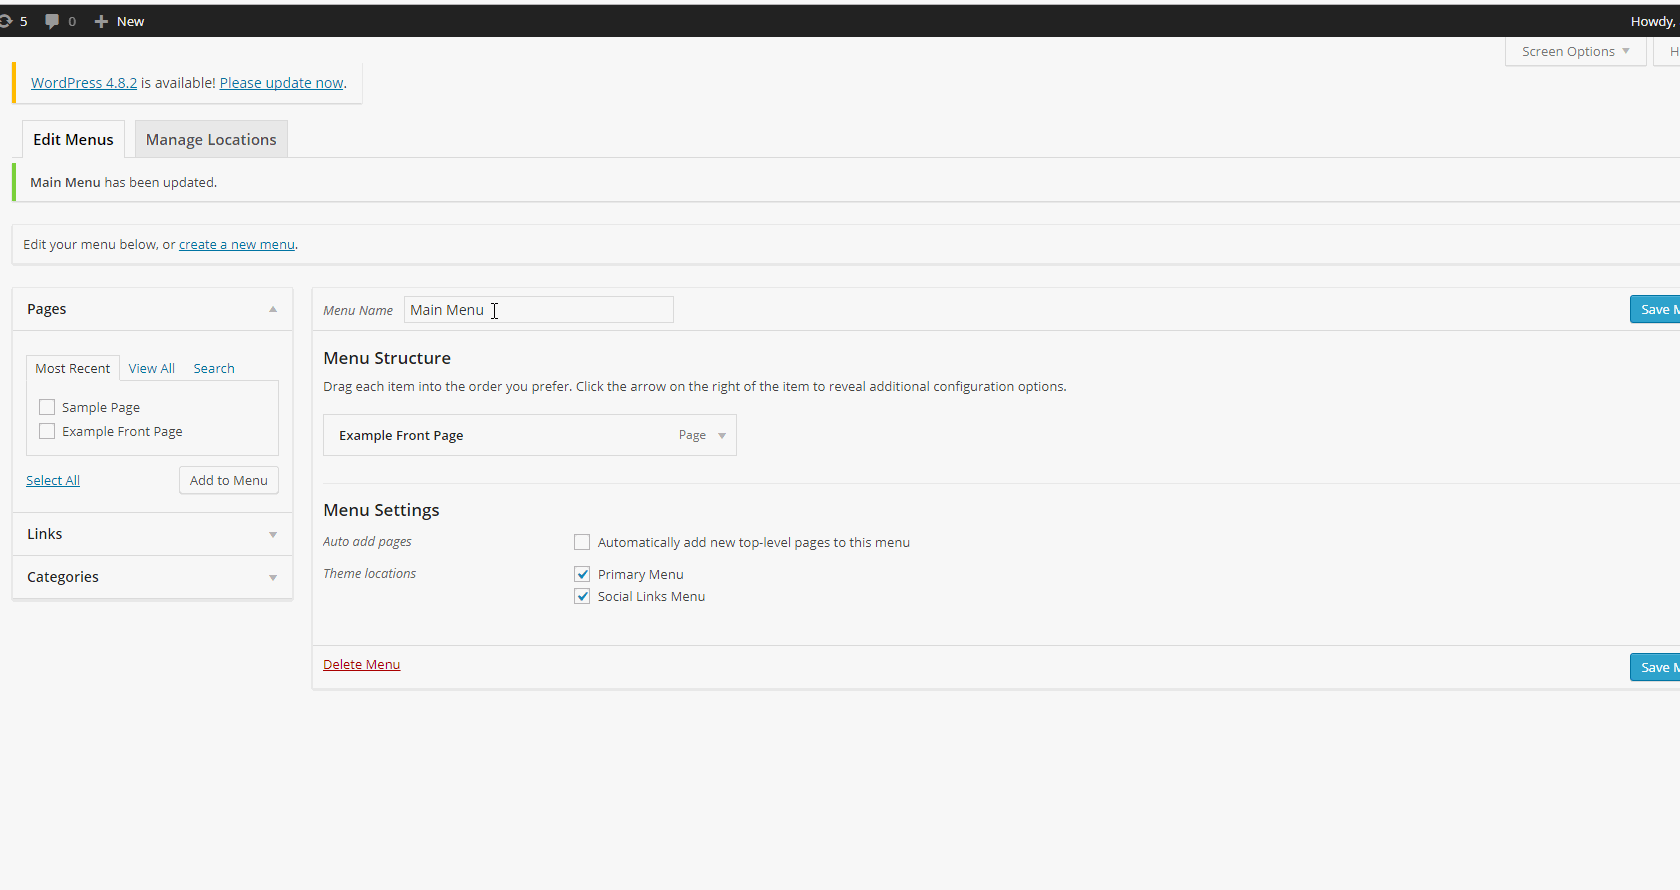 5 0 New Howdy,
Screen Options H
WordPress 4.8.2 is available! Please update now.
Edit Menus Manage Locations
Main Menu has been updated.
Edit your menu below, or create a new menu.
Pages
Most Recent View All Search
Sample Page
Example Front Page
Select All Add to Menu
Links
Categories
Menu Name Main Menu Save M
Menu Structure
Drag each item into the order you prefer. Click the arrow on the right of the item to reveal additional configuration options.
Example Front Page Page
Menu Settings
Auto add pages Automatically add new top-level pages to this menu
Theme locations Primary Menu
Social Links Menu
Delete Menu Save M